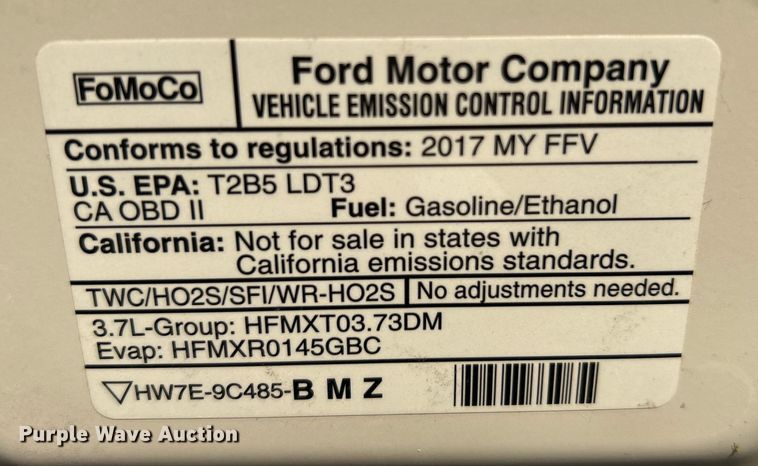 FoMoCo
Ford Motor Company
VEHICLE EMISSION CONTROL INFORMATION
Conforms to regulations: 2017 MY FFV
U.S. EPA: T2B5 LDT3
CA OBD II Fuel: Gasoline/Ethanol
California: Not for sale in states with
California emissions standards.
TWC/HO2S/SFI/WR-HO2S No adjustments needed.
3.7L-Group: HFMXT03.73DM
Evap: HFMXR0145GBC
HW7E-9C485-B M Z
Purple Wave Auction